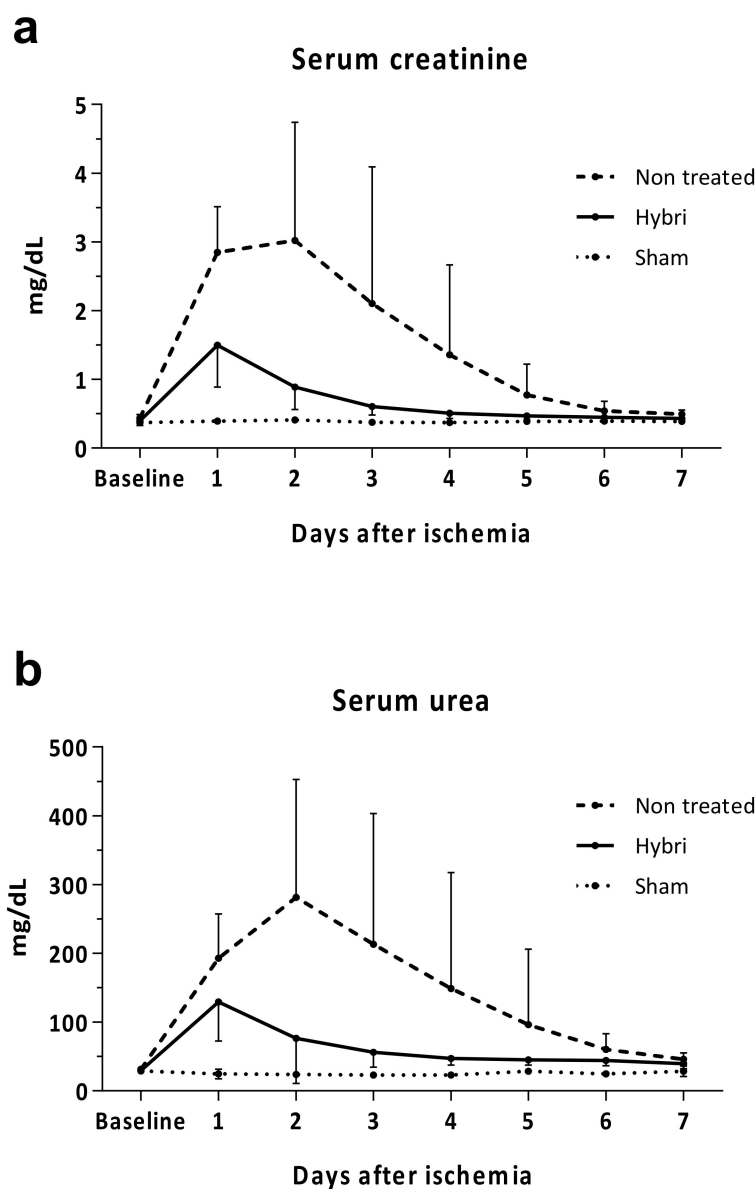 a
Serum creatinine
5
4
3
2
1
0
mg/dL
Non treated
Hybri
Sham
Baseline 1 2 3 4 5 6 7
Days after ischemia
b
Serum urea
500
400
300
200
100
0
mg/dL
Non treated
Hybri
Sham
Baseline 1 2 3 4 5 6 7
Days after ischemia